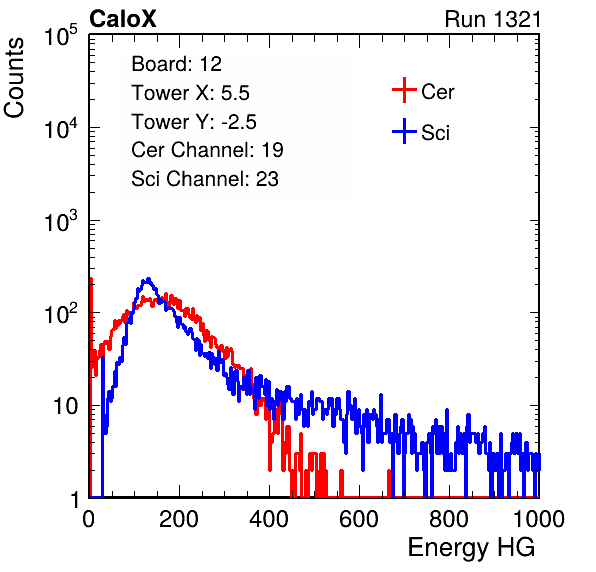 CaloX Run 1321
Counts
10^5
10^4
10^3
10^2
10
1
Board: 12
Tower X: 5.5
Tower Y: -2.5
Cer Channel: 19
Sci Channel: 23
Cer
Sci
0 200 400 600 800 1000
Energy HG